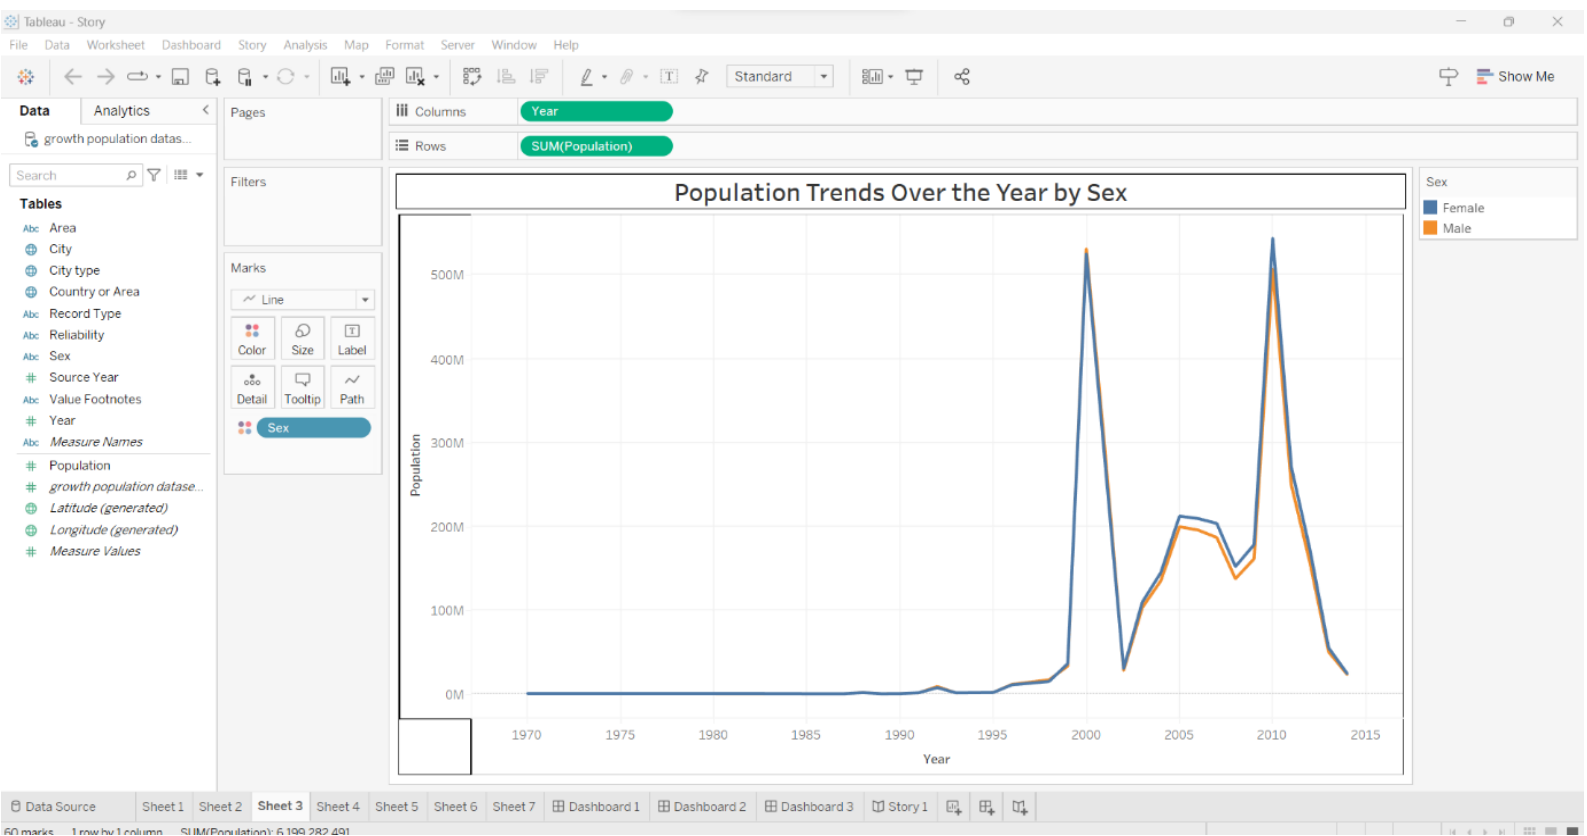 Tableau - Story
File Data Worksheet Dashboard Story Analysis Map Format Server Window Help
Standard
Show Me
Data Analytics
growth population datas...
Search
Tables
Abc Area
City
City type
Country or Area
Abc Record Type
Abc Reliability
Abc Sex
# Source Year
Abc Value Footnotes
# Year
Abc Measure Names
# Population
# growth population datase...
Latitude (generated)
Longitude (generated)
# Measure Values
Pages
Filters
Marks
Line
Color Size Label
Detail Tooltip Path
Sex
Columns Year
Rows SUM(Population)
Population Trends Over the Year by Sex
500M
400M
300M
200M
100M
0M
Population
1970 1975 1980 1985 1990 1995 2000 2005 2010 2015
Year
Sex
Female
Male
Data Source Sheet 1 Sheet 2 Sheet 3 Sheet 4 Sheet 5 Sheet 6 Sheet 7 Dashboard 1 Dashboard 2 Dashboard 3 Story 1
60 marks 1 row by 1 column SUM(Population): 6,199,282,491